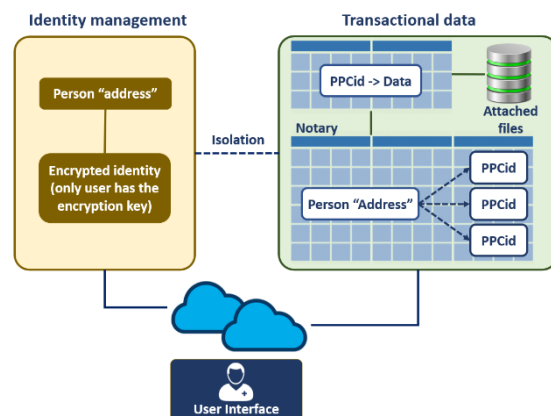 Identity management
Transactional data
Person “address”
Encrypted identity
(only user has the
encryption key)
Isolation
PPCid -> Data
Attached
files
Notary
Person “Address”
PPCid
PPCid
PPCid
User Interface